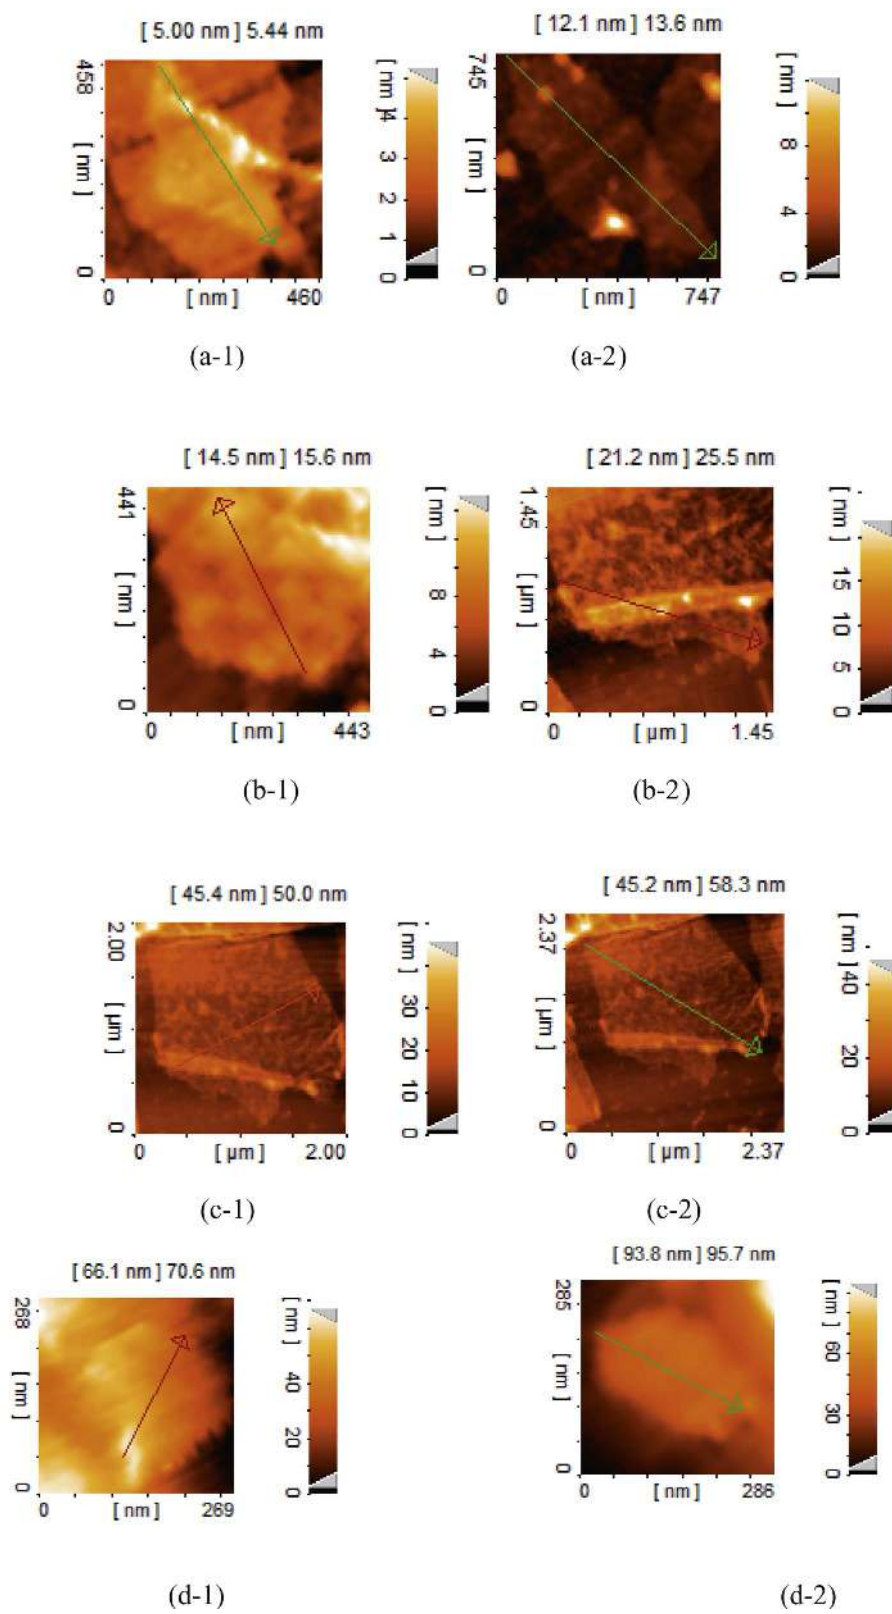 [ 5.00 nm ] 5.44 nm
458
[ nm ]
0
0 [ nm ] 460
[ nm ]
4
3
2
1
0
(a-1)
[ 12.1 nm ] 13.6 nm
745
[ nm ]
0
0 [ nm ] 747
[ nm ]
8
4
0
(a-2)
[ 14.5 nm ] 15.6 nm
441
[ nm ]
0
0 [ nm ] 443
[ nm ]
8
4
0
(b-1)
[ 21.2 nm ] 25.5 nm
1.45
[ µm ]
0
0 [ µm ] 1.45
[ nm ]
15
10
5
0
(b-2)
[ 45.4 nm ] 50.0 nm
2.00
[ µm ]
0
0 [ µm ] 2.00
[ nm ]
30
20
10
0
(c-1)
[ 45.2 nm ] 58.3 nm
2.37
[ µm ]
0
0 [ µm ] 2.37
[ nm ]
40
20
0
(c-2)
[ 66.1 nm ] 70.6 nm
268
[ nm ]
0
0 [ nm ] 269
[ nm ]
40
20
0
(d-1)
[ 93.8 nm ] 95.7 nm
285
[ nm ]
0
0 [ nm ] 286
[ nm ]
60
30
0
(d-2)